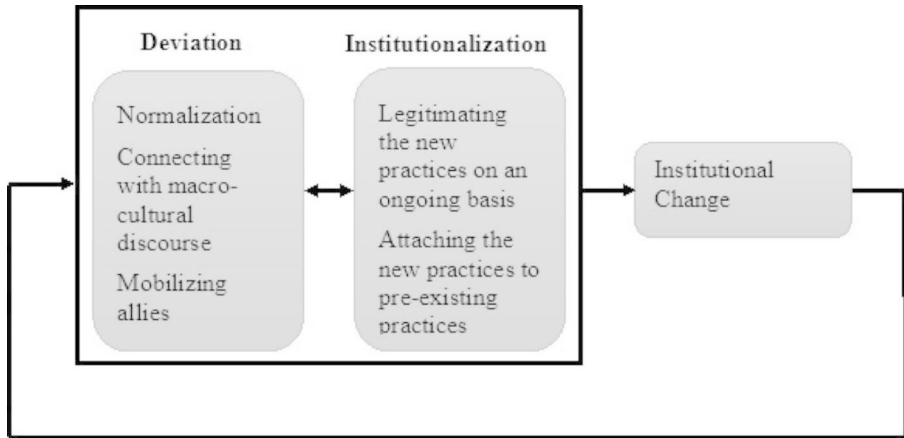 Deviation
Normalization
Connecting
with macro-
cultural
discourse
Mobilizing
allies
Institutionalization
Legitimating
the new
practices on an
ongoing basis
Attaching the
new practices to
pre-existing
practices
Institutional
Change